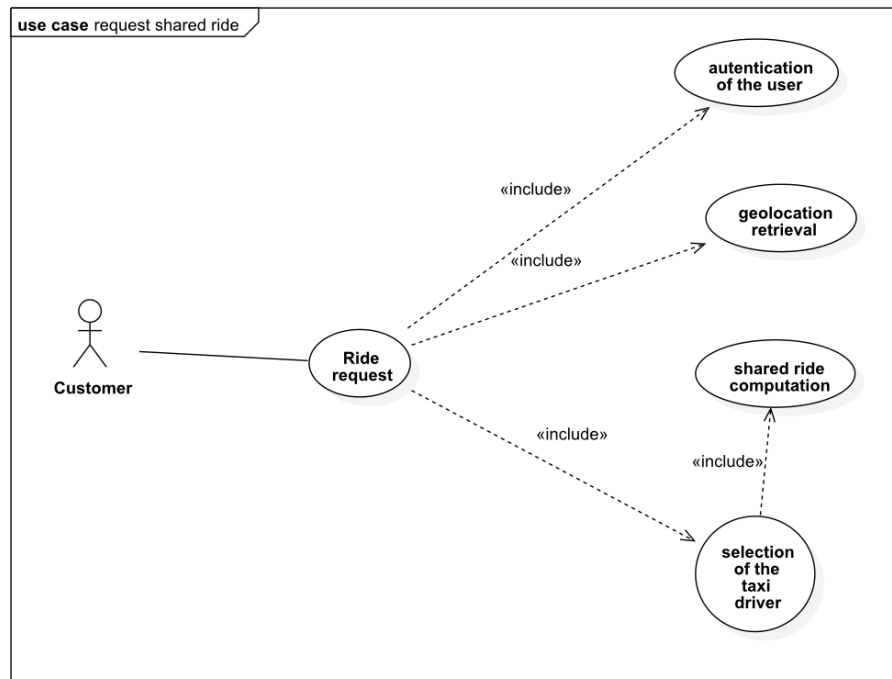 use case request shared ride
autentication
of the user
«include»
geolocation
retrieval
«include»
Customer
Ride
request
shared ride
computation
«include»
«include»
selection
of the
taxi
driver